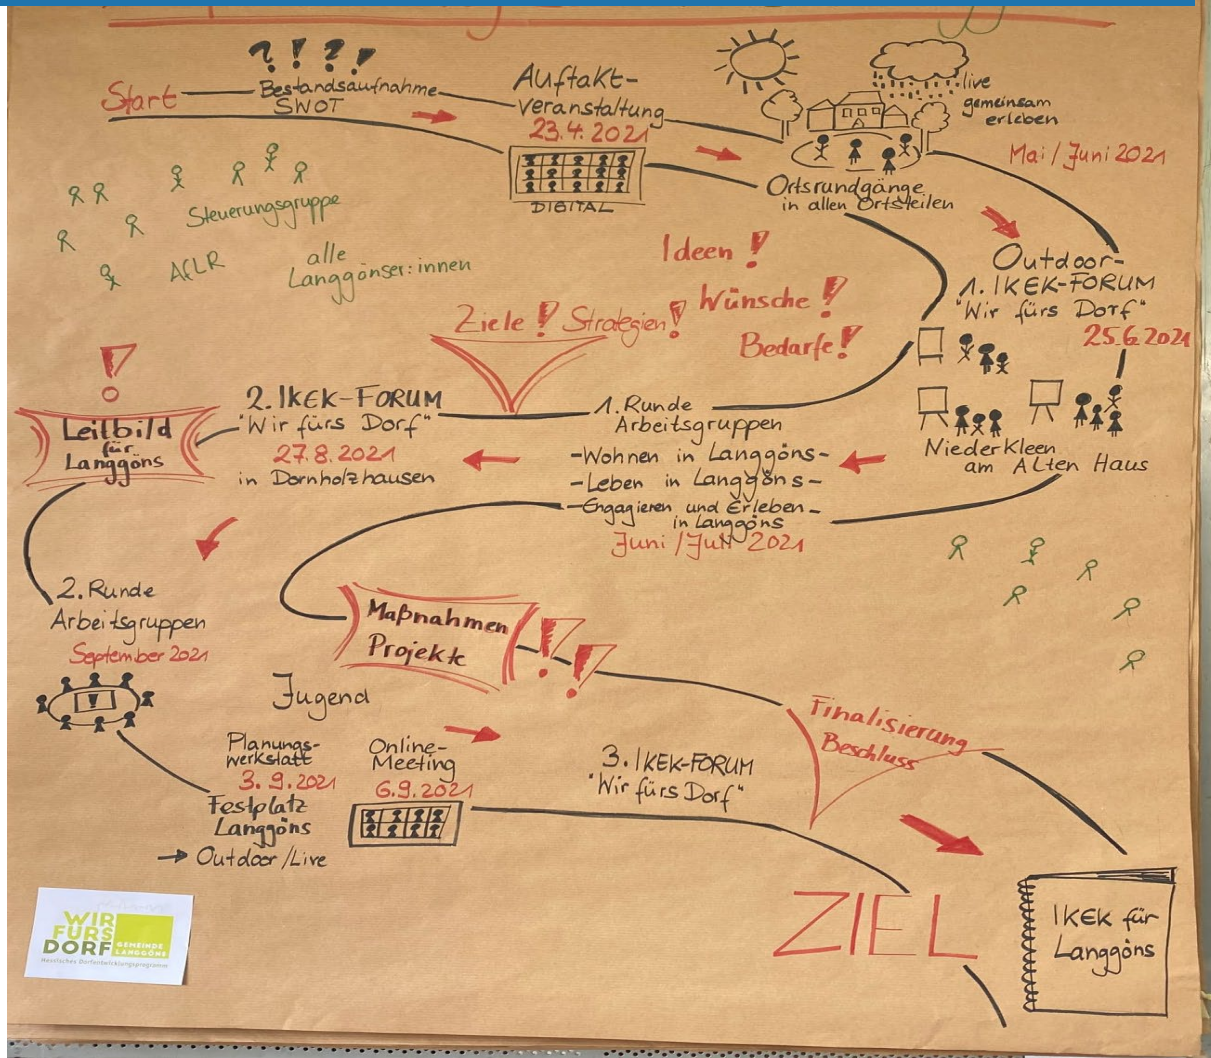 Start
Bestandsaufnahme
SWOT
Auftakt-
veranstaltung
23.4.2021
DIGITAL
live
gemeinsam
erleben
Mai / Juni 2021
Ortsrundgänge
in allen Ortsteilen
Steuerungsgruppe
AfLR
alle
Langgönser:innen
Outdoor-
1. IKEK-FORUM
"Wir fürs Dorf"
25.6.2021
Niederkleen
am Alten Haus
Ideen!
Wünsche!
Bedarfe!
Ziele! Strategien!
1. Runde
Arbeitsgruppen
-Wohnen in Langgöns-
-Leben in Langgöns-
-Engagieren und Erleben-
in Langgöns
Juni / Juli 2021
2. IKEK-FORUM
"Wir fürs Dorf"
27.8.2021
in Dornholzhausen
!
Leitbild
für
Langgöns
2. Runde
Arbeitsgruppen
September 2021
Jugend
Planungs-
werkstatt
3.9.2021
Festplatz
Langgöns
→ Outdoor / Live
Online-
Meeting
6.9.2021
Maßnahmen
Projekte
!!
3. IKEK-FORUM
"Wir fürs Dorf"
Finalisierung
Beschluss
ZIEL
IKEK für
Langgöns
WIR
FÜRS
DORF
GEMEINDE
LANGGÖNS
Hessisches Dorfentwicklungsprogramm